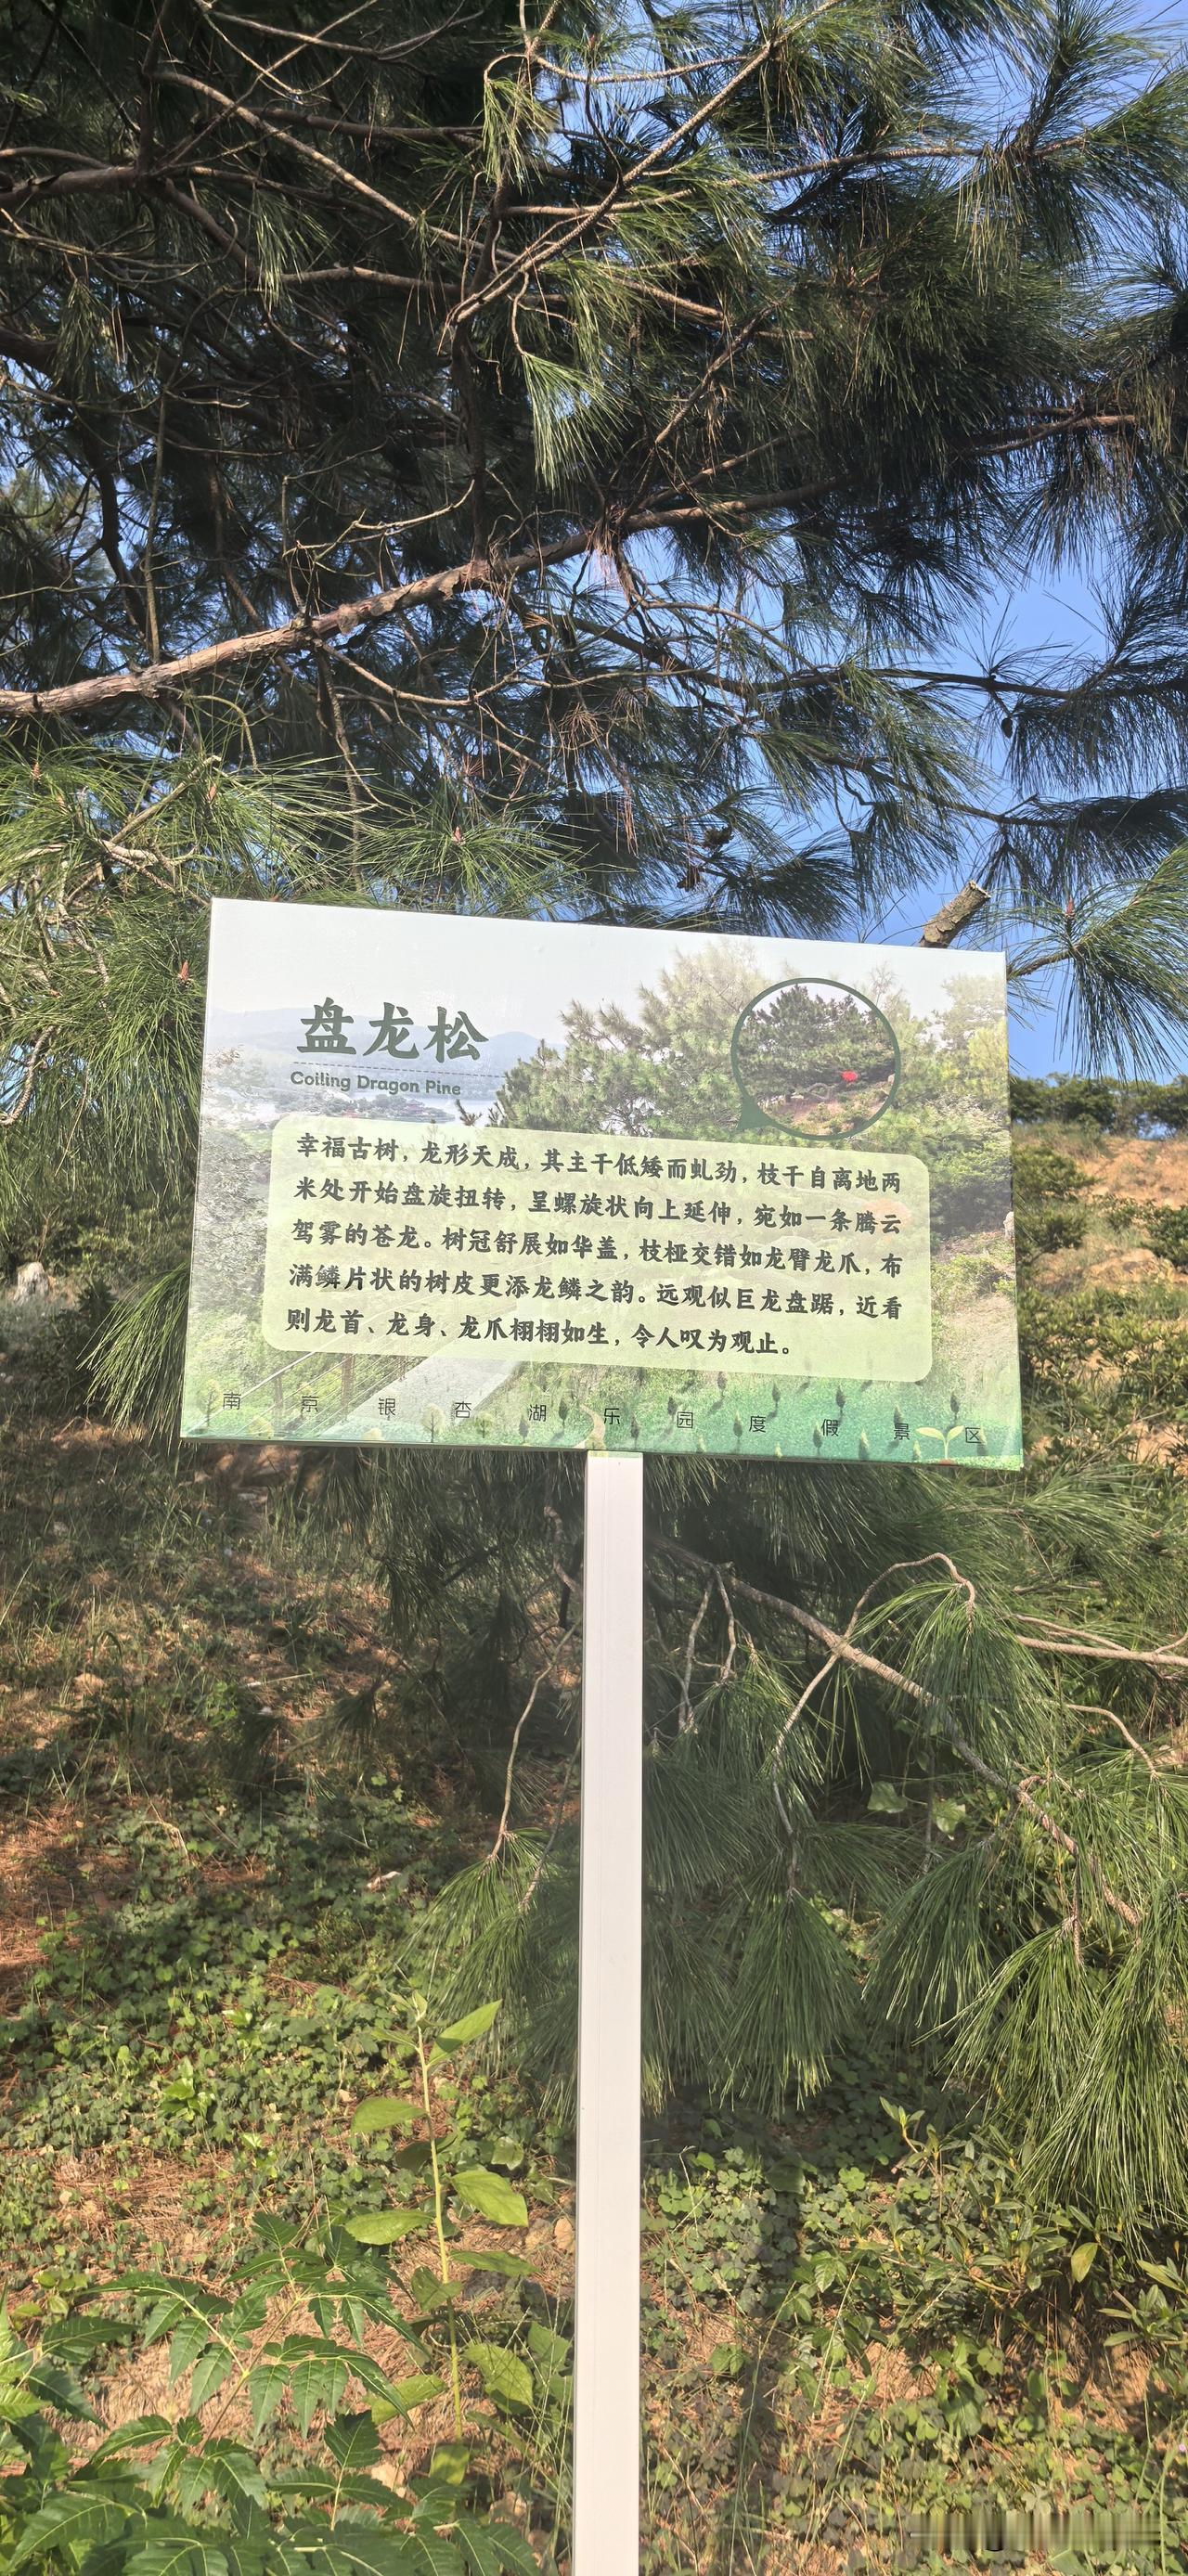 盘龙松
Coiling Dragon Pine
幸福古树，龙形天成，其主干低矮而虬劲，枝干自离地两
米处开始盘旋扭转，呈螺旋状向上延伸，宛如一条腾云
驾雾的苍龙。树冠舒展如华盖，枝桠交错如龙臂龙爪，布
满鳞片状的树皮更添龙鳞之韵。远观似巨龙盘踞，近看
则龙首、龙身、龙爪栩栩如生，令人叹为观止。
南京银杏湖乐园度假景区